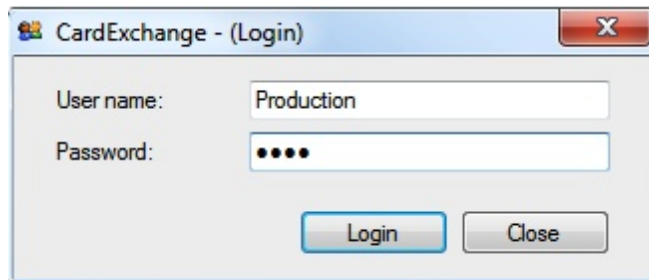 CardExchange - (Login)
User name: Production
Password: ●●●●
Login Close